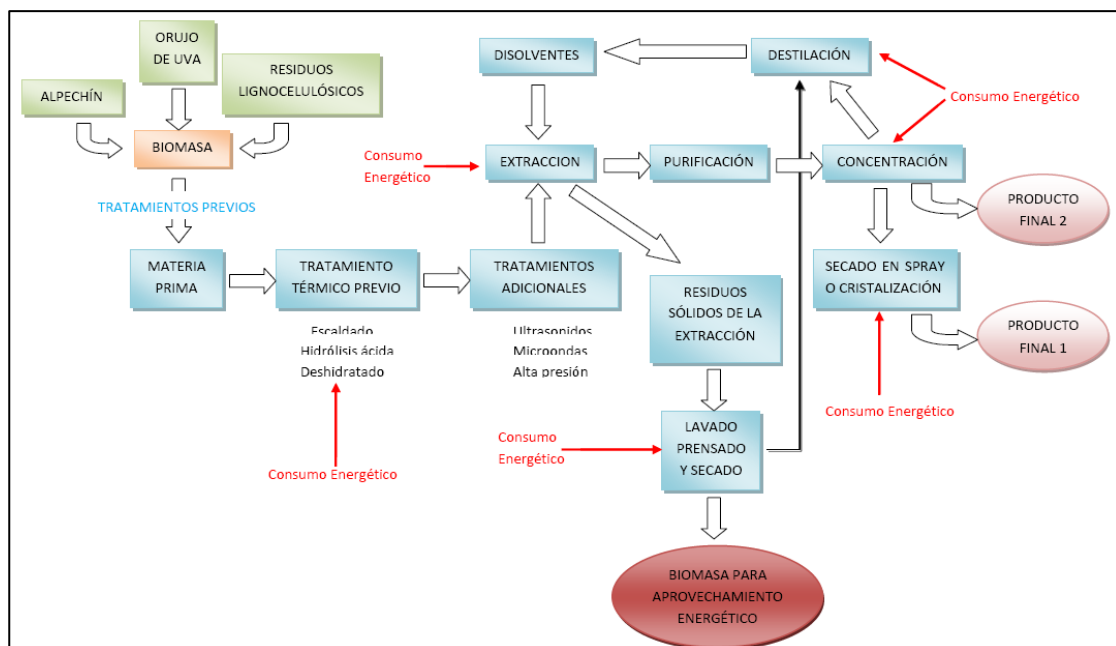 ORUJO
DE UVA
RESIDUOS
LIGNOCELULÓSICOS
ALPECHÍN
BIOMASA
TRATAMIENTOS PREVIOS
MATERIA
PRIMA
TRATAMIENTO
TÉRMICO PREVIO
Escaldado
Hidrólisis ácida
Deshidratado
Consumo Energético
TRATAMIENTOS
ADICIONALES
Ultrasonidos
Microondas
Alta presión
DISOLVENTES
DESTILACIÓN
Consumo Energético
Consumo
Energético
EXTRACCION
PURIFICACIÓN
CONCENTRACIÓN
PRODUCTO
FINAL 2
SECADO EN SPRAY
O CRISTALIZACIÓN
PRODUCTO
FINAL 1
Consumo Energético
RESIDUOS
SÓLIDOS DE LA
EXTRACCIÓN
Consumo
Energético
LAVADO
PRENSADO
Y SECADO
BIOMASA PARA
APROVECHAMIENTO
ENERGÉTICO